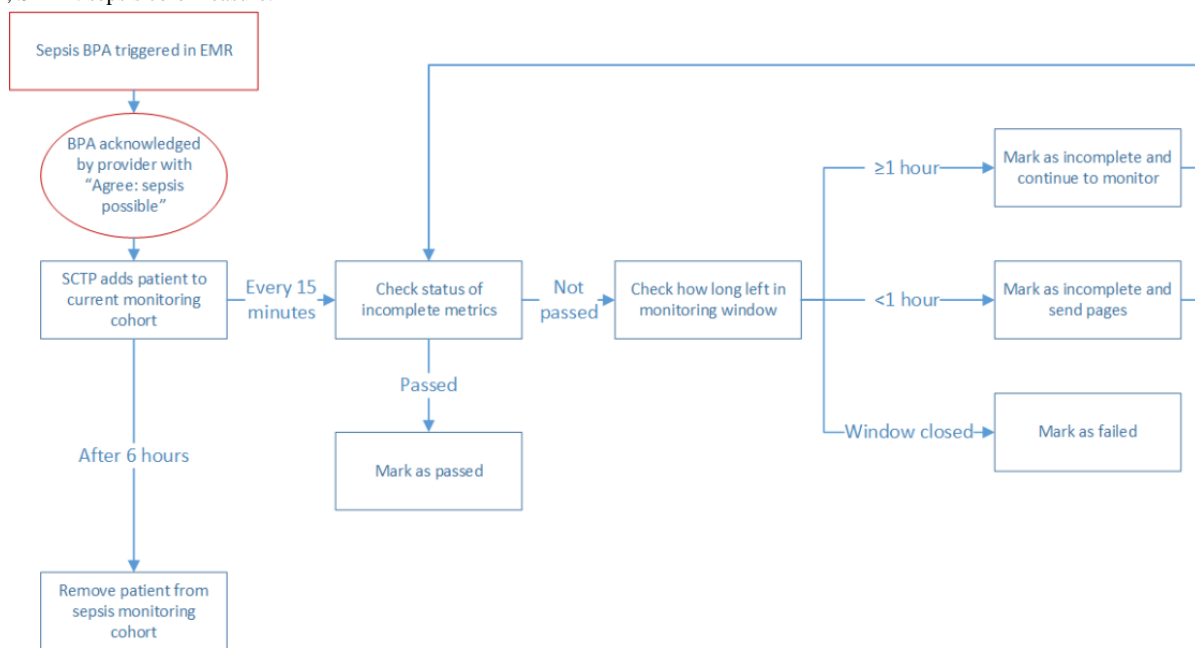 Sepsis BPA triggered in EMR
BPA acknowledged
by provider with
“Agree: sepsis
possible”
SCTP adds patient to
current monitoring
cohort
Every 15
minutes
Check status of
incomplete metrics
Not
passed
Check how long left in
monitoring window
≥1 hour
Mark as incomplete and
continue to monitor
<1 hour
Mark as incomplete and
send pages
Window closed
Mark as failed
Passed
Mark as passed
After 6 hours
Remove patient from
sepsis monitoring
cohort